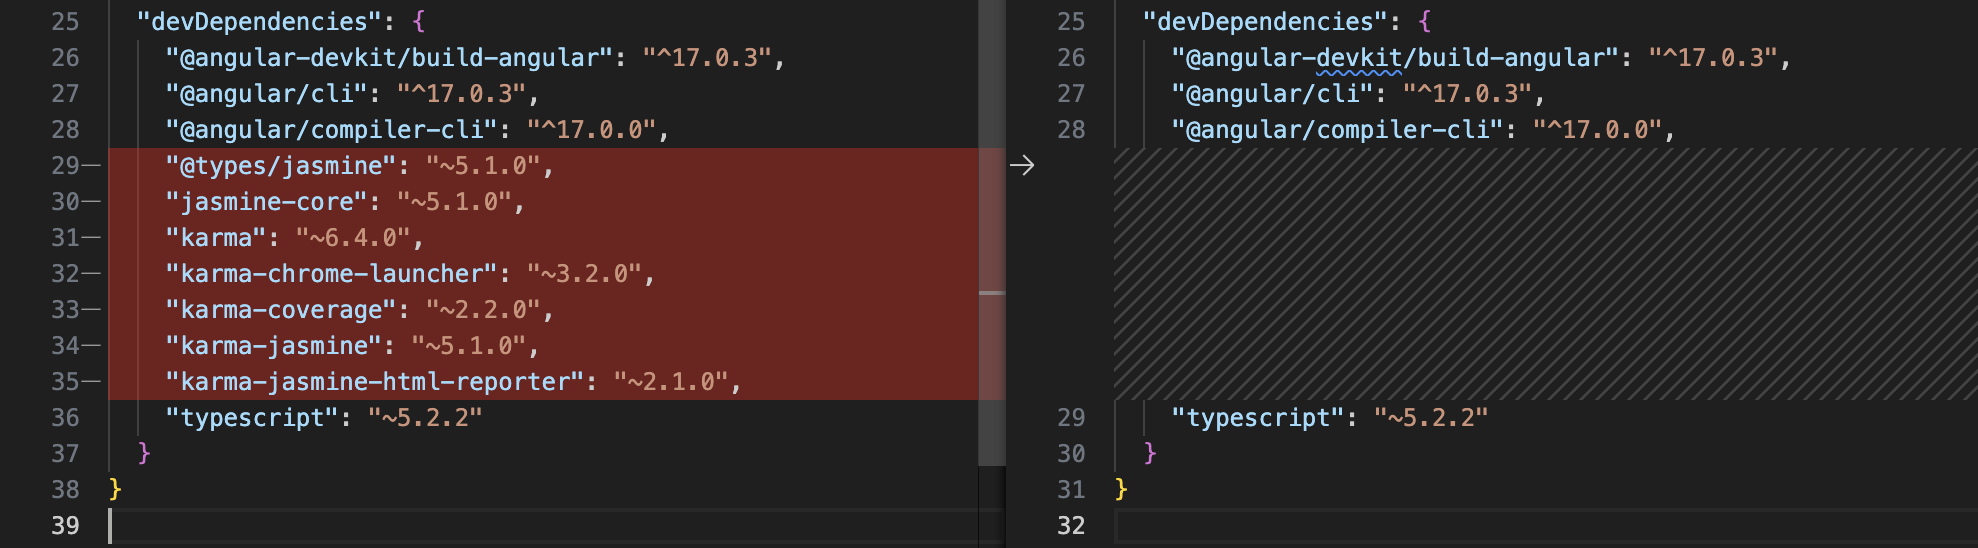 25 "devDependencies": {
26 "@angular-devkit/build-angular": "^17.0.3",
27 "@angular/cli": "^17.0.3",
28 "@angular/compiler-cli": "^17.0.0",
29— "@types/jasmine": "~5.1.0",
30— "jasmine-core": "~5.1.0",
31— "karma": "~6.4.0",
32— "karma-chrome-launcher": "~3.2.0",
33— "karma-coverage": "~2.2.0",
34— "karma-jasmine": "~5.1.0",
35— "karma-jasmine-html-reporter": "~2.1.0",
36 "typescript": "~5.2.2"
37 }
38 }
39
→
25 "devDependencies": {
26 "@angular-devkit/build-angular": "^17.0.3",
27 "@angular/cli": "^17.0.3",
28 "@angular/compiler-cli": "^17.0.0",
29 "typescript": "~5.2.2"
30 }
31 }
32